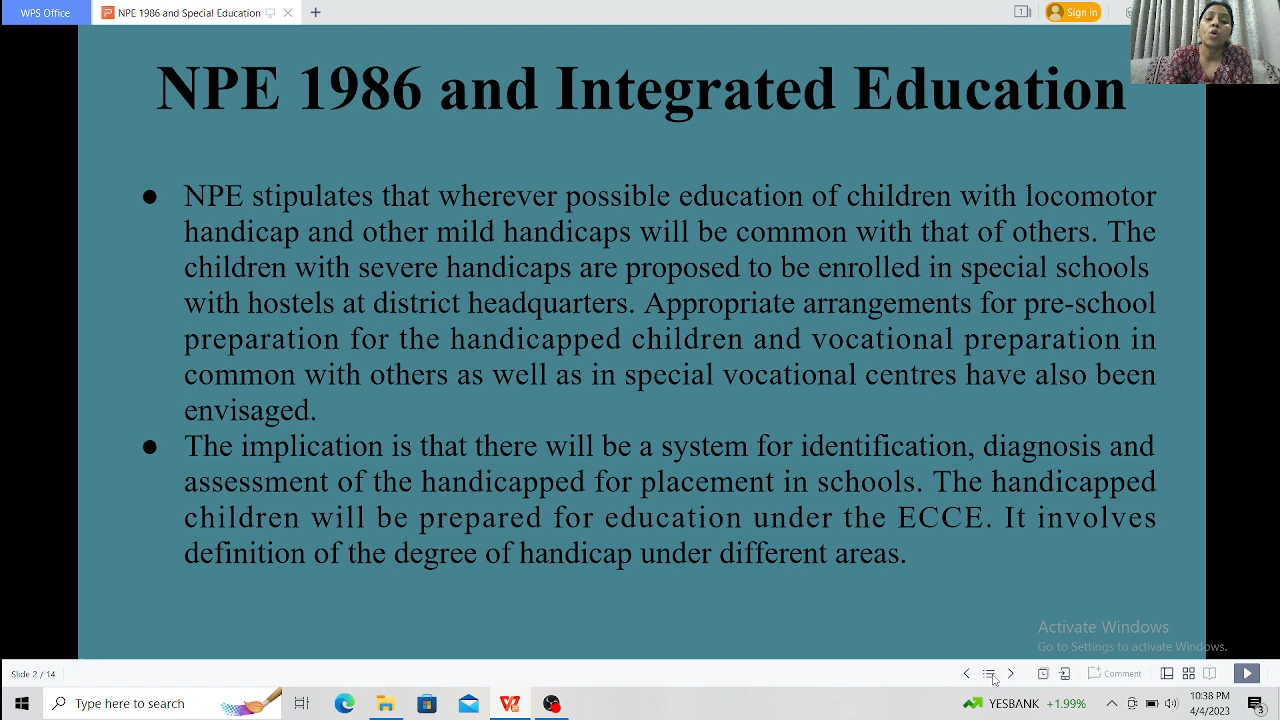 WPS Office
NPE 1986 and Special Education
+
1
Sign in
NPE 1986 and Integrated Education
● NPE stipulates that wherever possible education of children with locomotor
handicap and other mild handicaps will be common with that of others. The
children with severe handicaps are proposed to be enrolled in special schools
with hostels at district headquarters. Appropriate arrangements for pre-school
preparation for the handicapped children and vocational preparation in
common with others as well as in special vocational centres have also been
envisaged.
● The implication is that there will be a system for identification, diagnosis and
assessment of the handicapped for placement in schools. The handicapped
children will be prepared for education under the ECCE. It involves
definition of the degree of handicap under different areas.
Activate Windows
Go to Settings to activate Windows.
Slide 2 / 14
Comment
Type here to search
YESBANK +1.99%
10:38 PM
4/4/2023
3